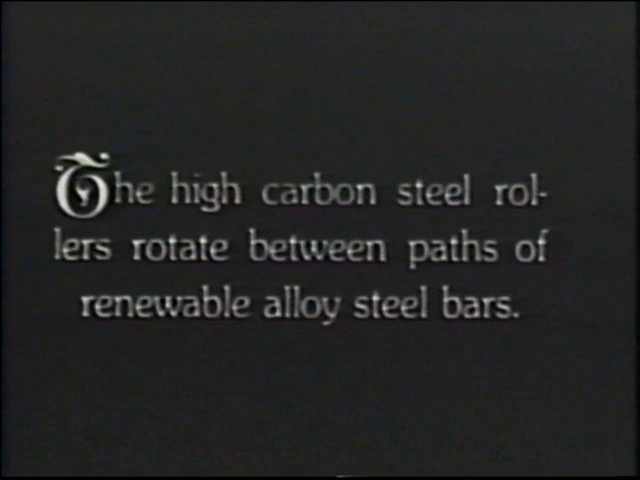 The high carbon steel rol-
lers rotate between paths of
renewable alloy steel bars.